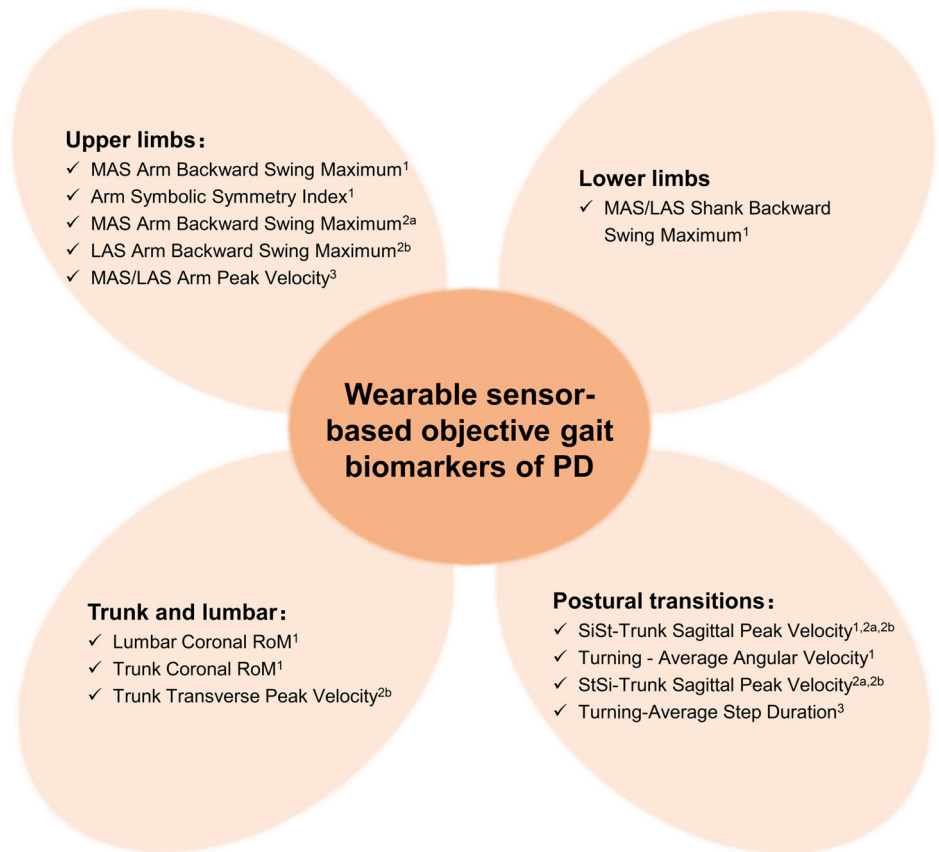 Upper limbs：
✓ MAS Arm Backward Swing Maximum¹
✓ Arm Symbolic Symmetry Index¹
✓ MAS Arm Backward Swing Maximum²ᵃ
✓ LAS Arm Backward Swing Maximum²ᵇ
✓ MAS/LAS Arm Peak Velocity³
Lower limbs
✓ MAS/LAS Shank Backward
Swing Maximum¹
Wearable sensor-
based objective gait
biomarkers of PD
Trunk and lumbar：
✓ Lumbar Coronal RoM¹
✓ Trunk Coronal RoM¹
✓ Trunk Transverse Peak Velocity²ᵇ
Postural transitions：
✓ SiSt-Trunk Sagittal Peak Velocity¹,²ᵃ,²ᵇ
✓ Turning - Average Angular Velocity¹
✓ StSi-Trunk Sagittal Peak Velocity²ᵃ,²ᵇ
✓ Turning-Average Step Duration³